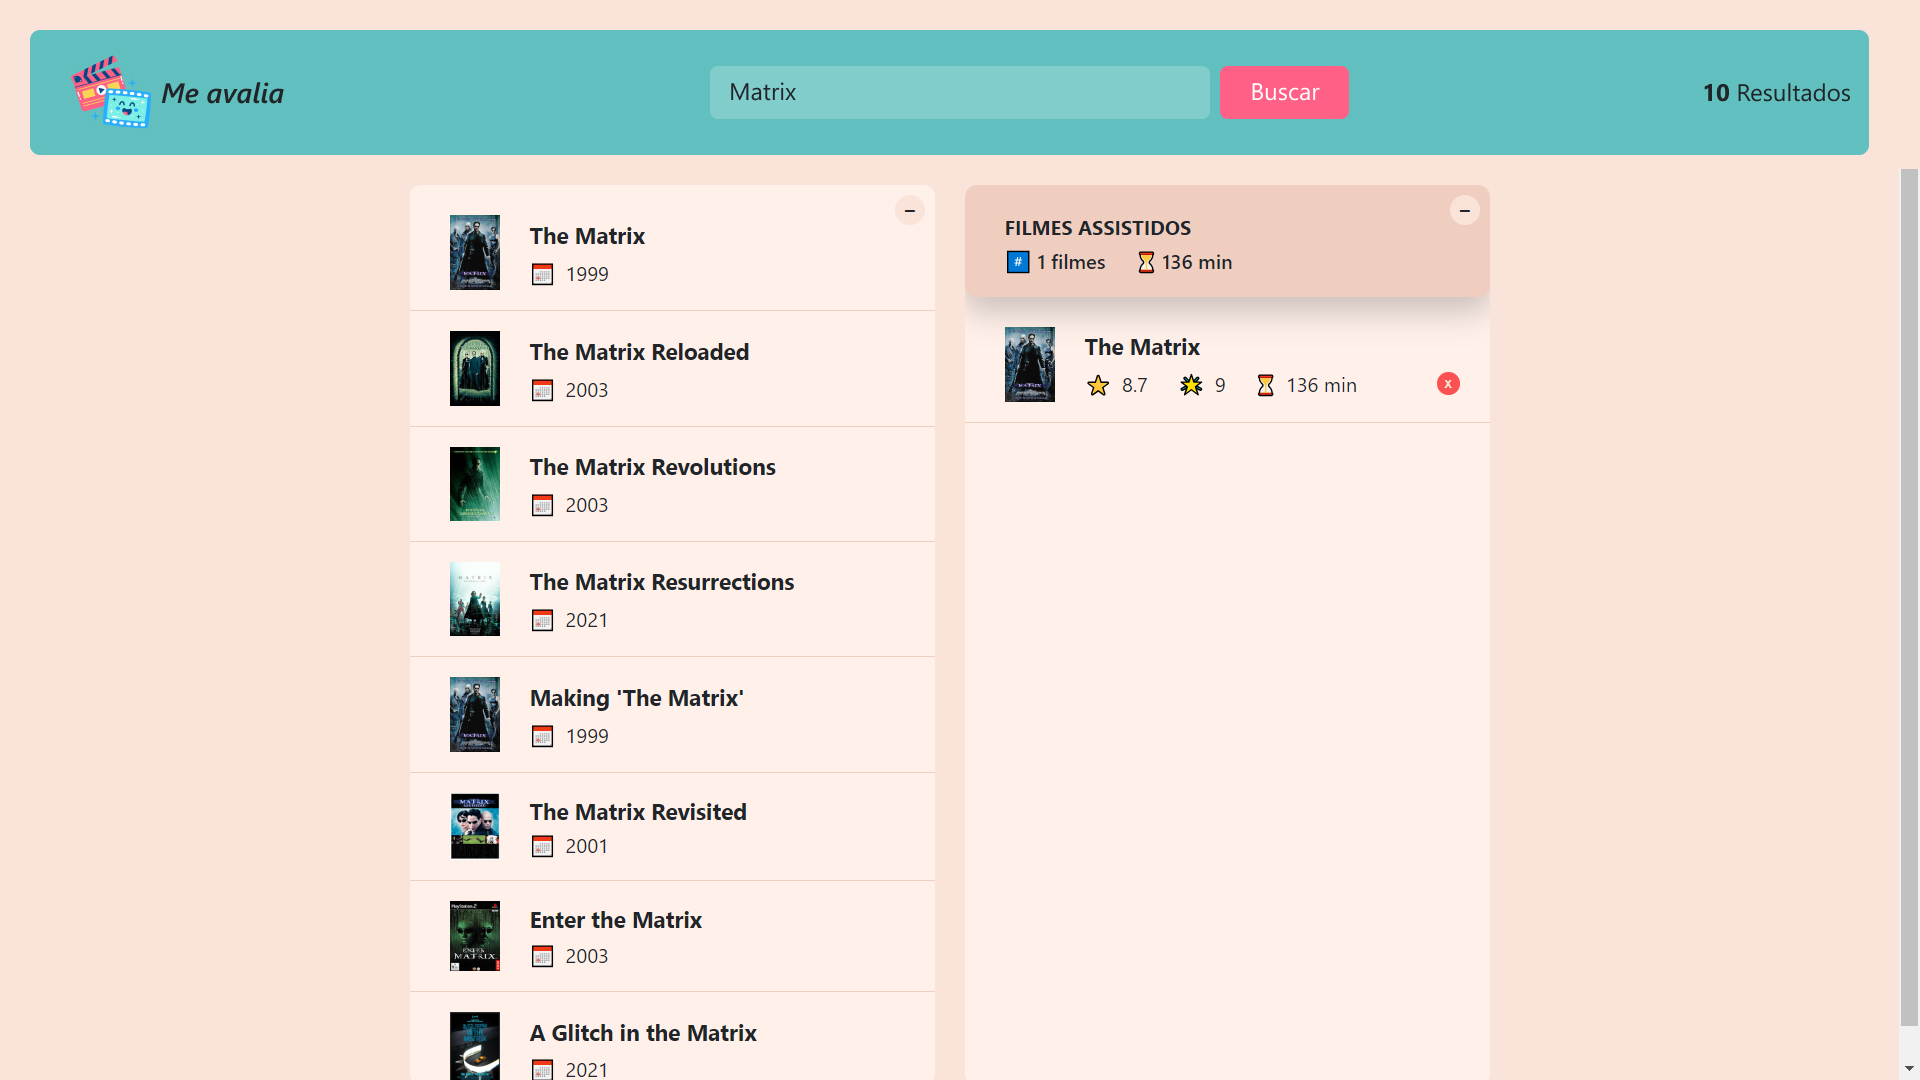 Me avalia
Matrix
Buscar
10 Resultados
The Matrix
1999
The Matrix Reloaded
2003
The Matrix Revolutions
2003
The Matrix Resurrections
2021
Making 'The Matrix'
1999
The Matrix Revisited
2001
Enter the Matrix
2003
A Glitch in the Matrix
2021
FILMES ASSISTIDOS
# 1 filmes 136 min
The Matrix
8.7 9 136 min
x